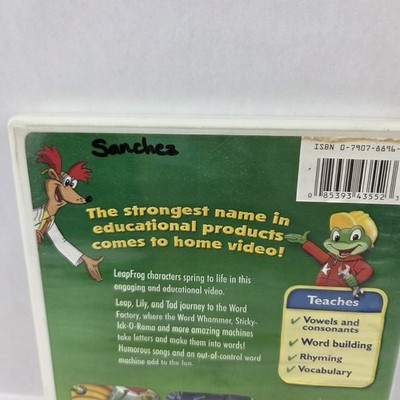 Sanchez
ISBN 0-7907-8896-
0 85393 43552
The strongest name in
educational products
comes to home video!
LeapFrog characters spring to life in this
engaging and educational video.
Leap, Lily, and Tad journey to the Word
Factory, where the Word Whammer, Sticky-
Ick-O-Rama and more amazing machines
take letters and make them into words!
Humorous songs and an out-of-control word
machine add to the fun.
Teaches
✓ Vowels and
consonants
✓ Word building
✓ Rhyming
✓ Vocabulary